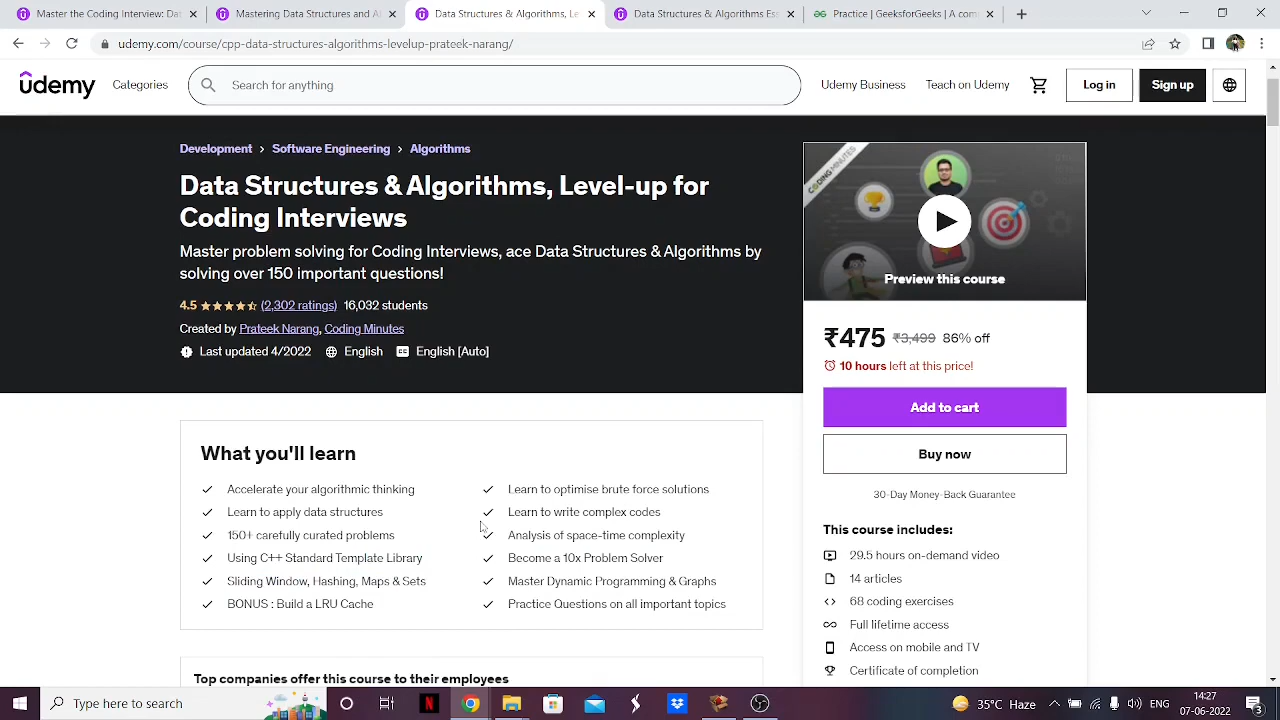 Master the Coding Interview: Dat
Mastering Data Structures and Al
Data Structures & Algorithms, Le
Data Structures & Algorithms Ess
Practice | GeeksforGeeks | A com
udemy.com/course/cpp-data-structures-algorithms-levelup-prateek-narang/
udemy
Categories
Search for anything
Udemy Business
Teach on Udemy
Log in
Sign up
Development > Software Engineering > Algorithms
Data Structures & Algorithms, Level-up for
Coding Interviews
Master problem solving for Coding Interviews, ace Data Structures & Algorithms by
solving over 150 important questions!
4.5 (2,302 ratings) 16,032 students
Created by Prateek Narang, Coding Minutes
Last updated 4/2022 English English [Auto]
CODING MINUTES
Preview this course
₹475 ₹3,499 86% off
10 hours left at this price!
Add to cart
Buy now
30-Day Money-Back Guarantee
This course includes:
29.5 hours on-demand video
14 articles
68 coding exercises
Full lifetime access
Access on mobile and TV
Certificate of completion
What you'll learn
Accelerate your algorithmic thinking
Learn to apply data structures
150+ carefully curated problems
Using C++ Standard Template Library
Sliding Window, Hashing, Maps & Sets
BONUS : Build a LRU Cache
Learn to optimise brute force solutions
Learn to write complex codes
Analysis of space-time complexity
Become a 10x Problem Solver
Master Dynamic Programming & Graphs
Practice Questions on all important topics
Top companies offer this course to their employees
Type here to search
35°C Haze
14:27
07-06-2022